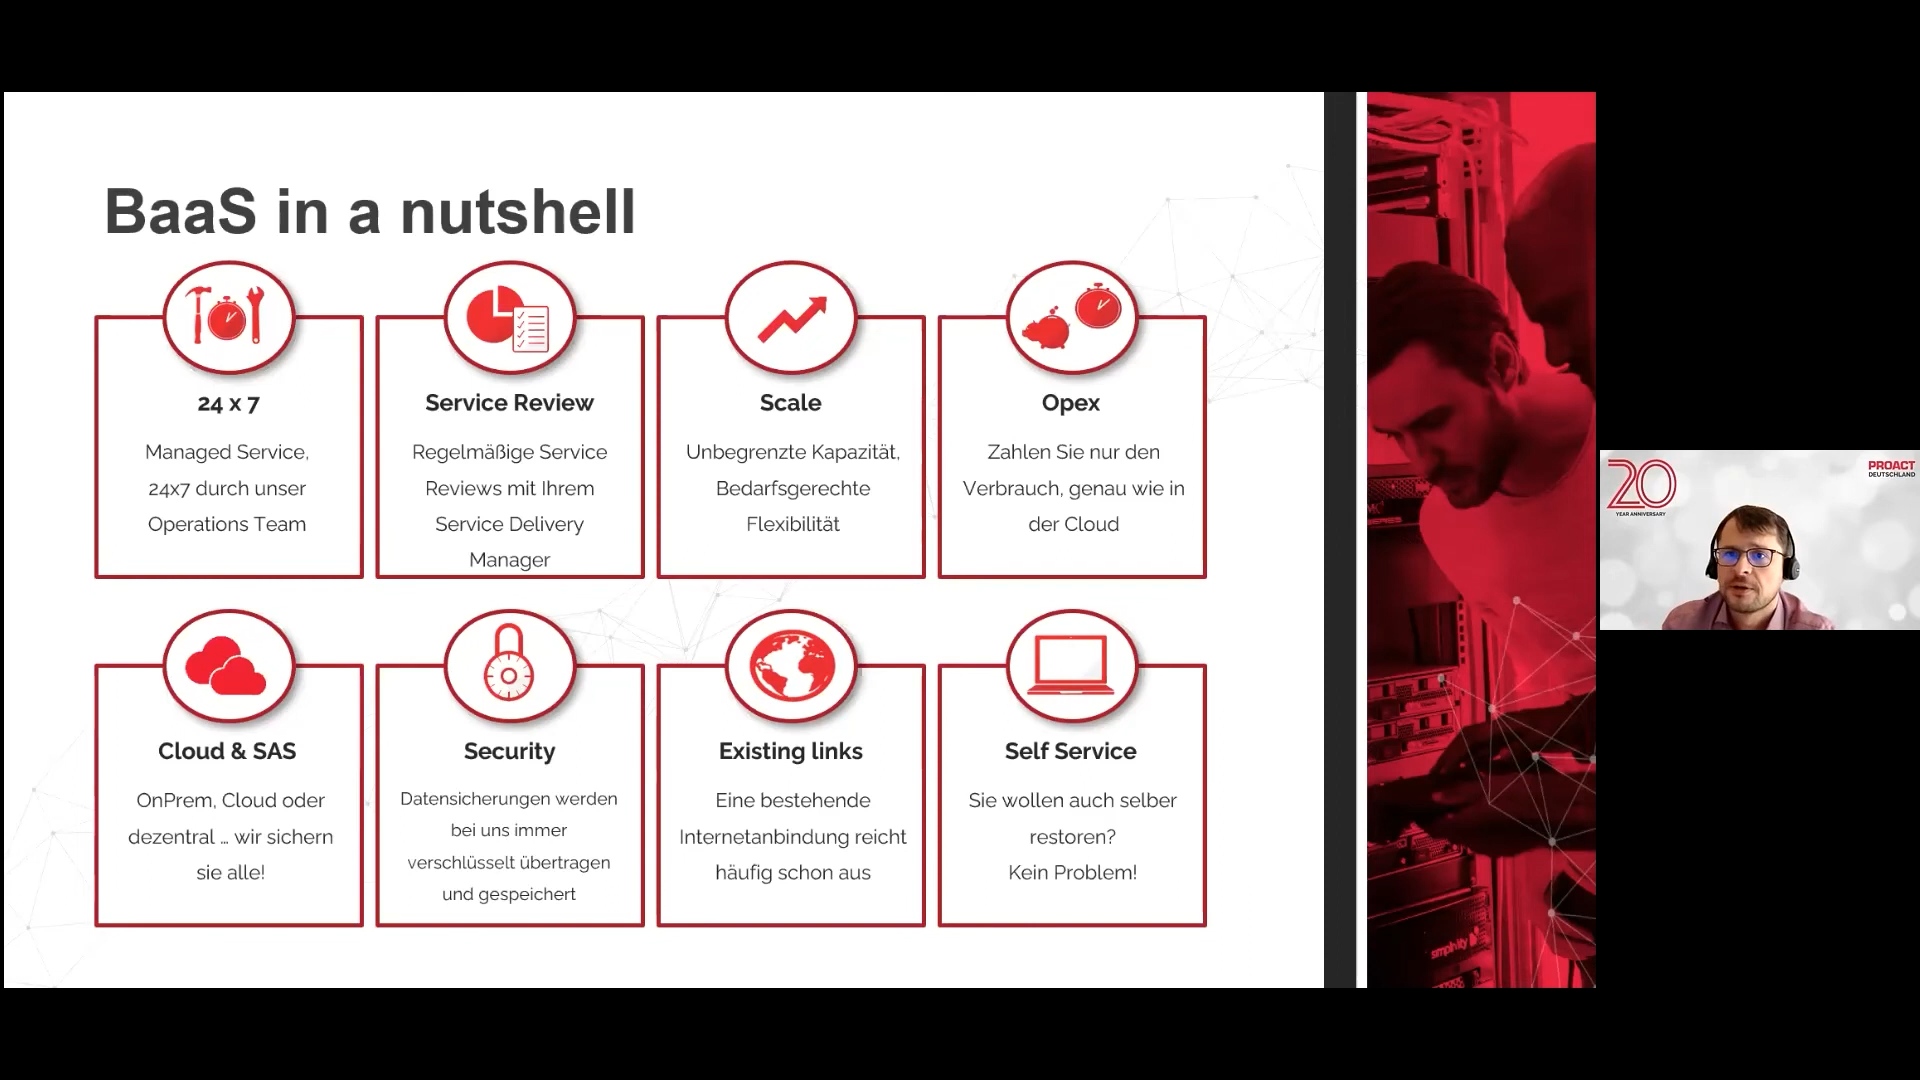 BaaS in a nutshell
24 x 7
Managed Service,
24x7 durch unser
Operations Team
Service Review
Regelmäßige Service
Reviews mit Ihrem
Service Delivery
Manager
Scale
Unbegrenzte Kapazität,
Bedarfsgerechte
Flexibilität
Opex
Zahlen Sie nur den
Verbrauch, genau wie in
der Cloud
Cloud & SAS
OnPrem, Cloud oder
dezentral ... wir sichern
sie alle!
Security
Datensicherungen werden
bei uns immer
verschlüsselt übertragen
und gespeichert
Existing links
Eine bestehende
Internetanbindung reicht
häufig schon aus
Self Service
Sie wollen auch selber
restoren?
Kein Problem!
simplivity
20
YEAR ANNIVERSARY
PROACT
DEUTSCHLAND